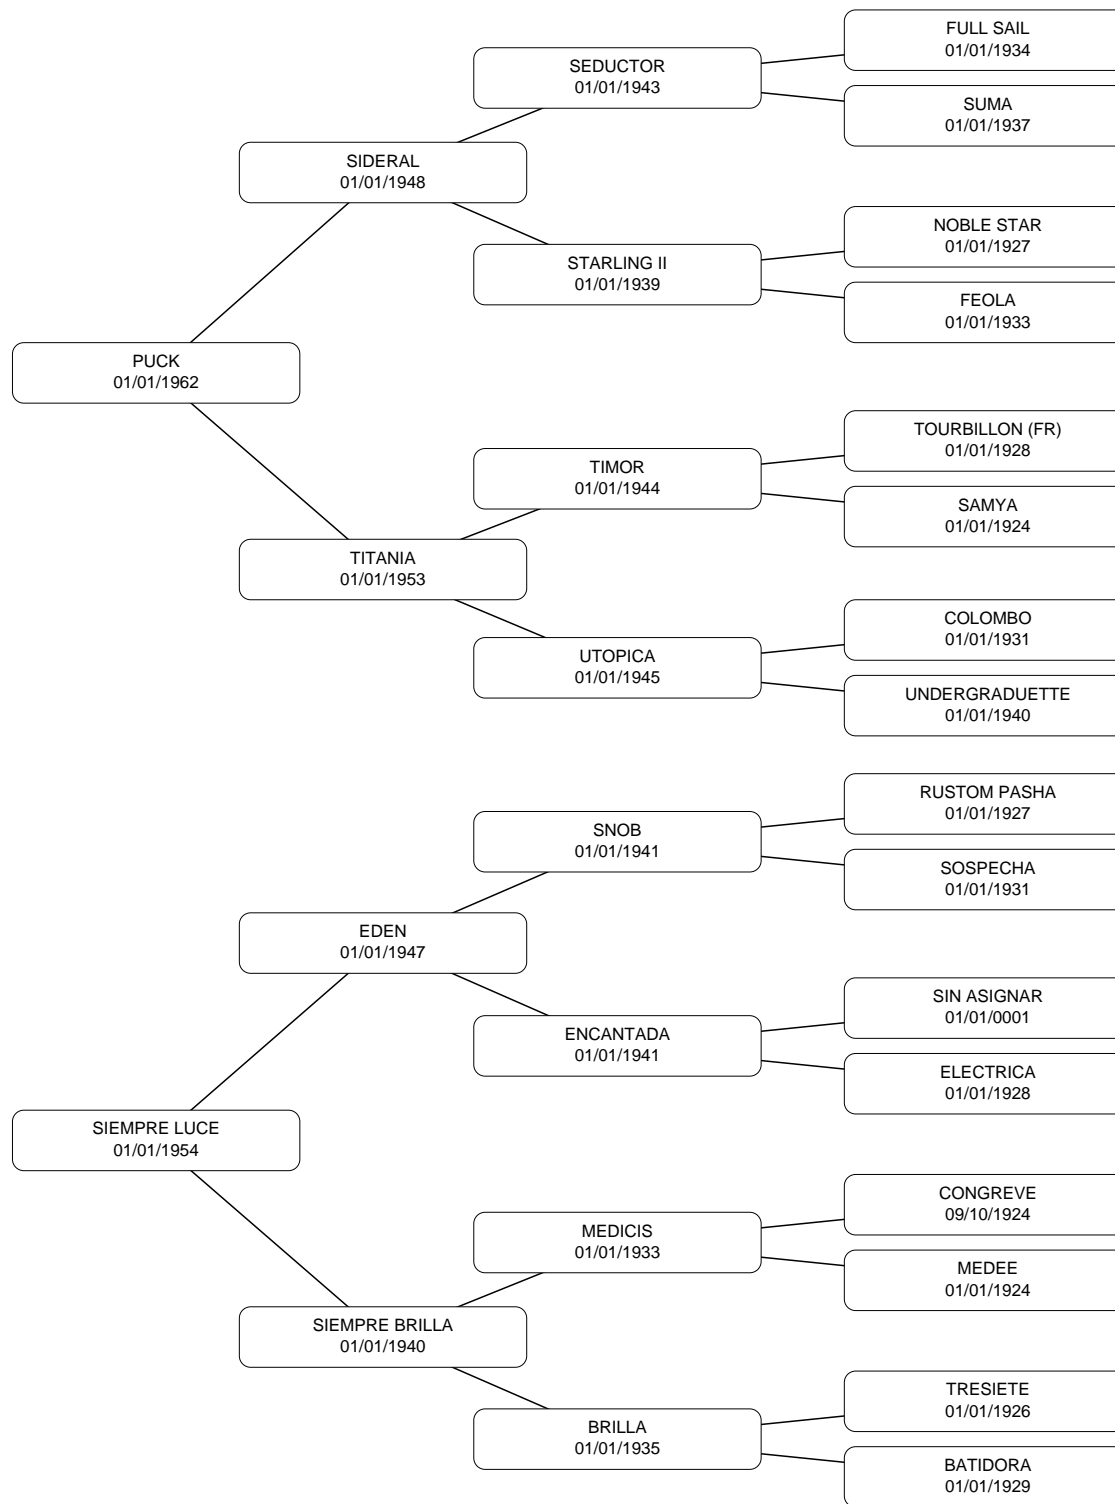 FULL SAIL
01/01/1934
SEDUCTOR
01/01/1943
SUMA
01/01/1937
SIDERAL
01/01/1948
NOBLE STAR
01/01/1927
STARLING II
01/01/1939
FEOLA
01/01/1933
PUCK
01/01/1962
TOURBILLON (FR)
01/01/1928
TIMOR
01/01/1944
SAMYA
01/01/1924
TITANIA
01/01/1953
COLOMBO
01/01/1931
UTOPICA
01/01/1945
UNDERGRADUETTE
01/01/1940
RUSTOM PASHA
01/01/1927
SNOB
01/01/1941
SOSPECHA
01/01/1931
EDEN
01/01/1947
SIN ASIGNAR
01/01/0001
ENCANTADA
01/01/1941
ELECTRICA
01/01/1928
SIEMPRE LUCE
01/01/1954
CONGREVE
09/10/1924
MEDICIS
01/01/1933
MEDEE
01/01/1924
SIEMPRE BRILLA
01/01/1940
TRESIETE
01/01/1926
BRILLA
01/01/1935
BATIDORA
01/01/1929